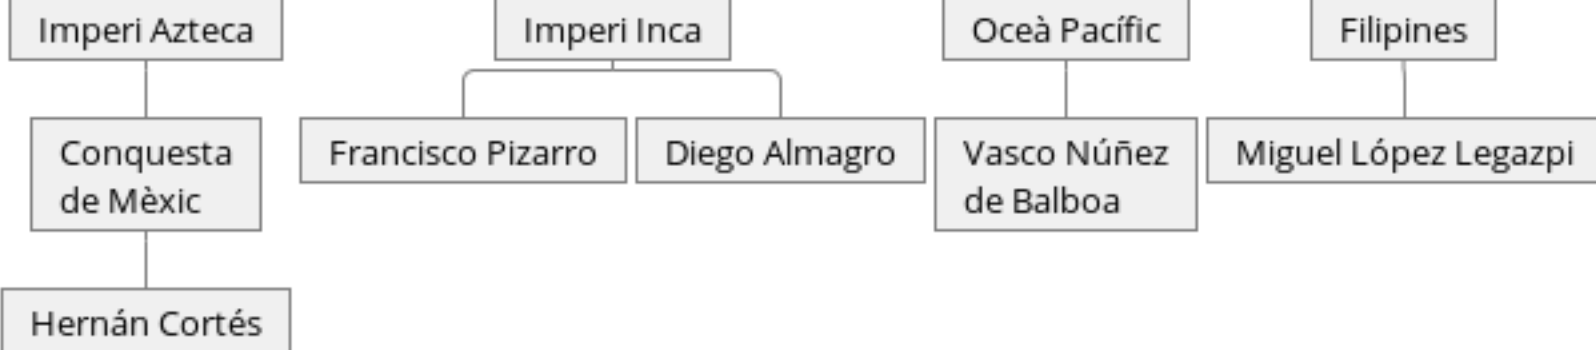 Imperi Azteca
Imperi Inca
Oceà Pacífic
Filipines
Conquesta
de Mèxic
Francisco Pizarro
Diego Almagro
Vasco Núñez
de Balboa
Miguel López Legazpi
Hernán Cortés